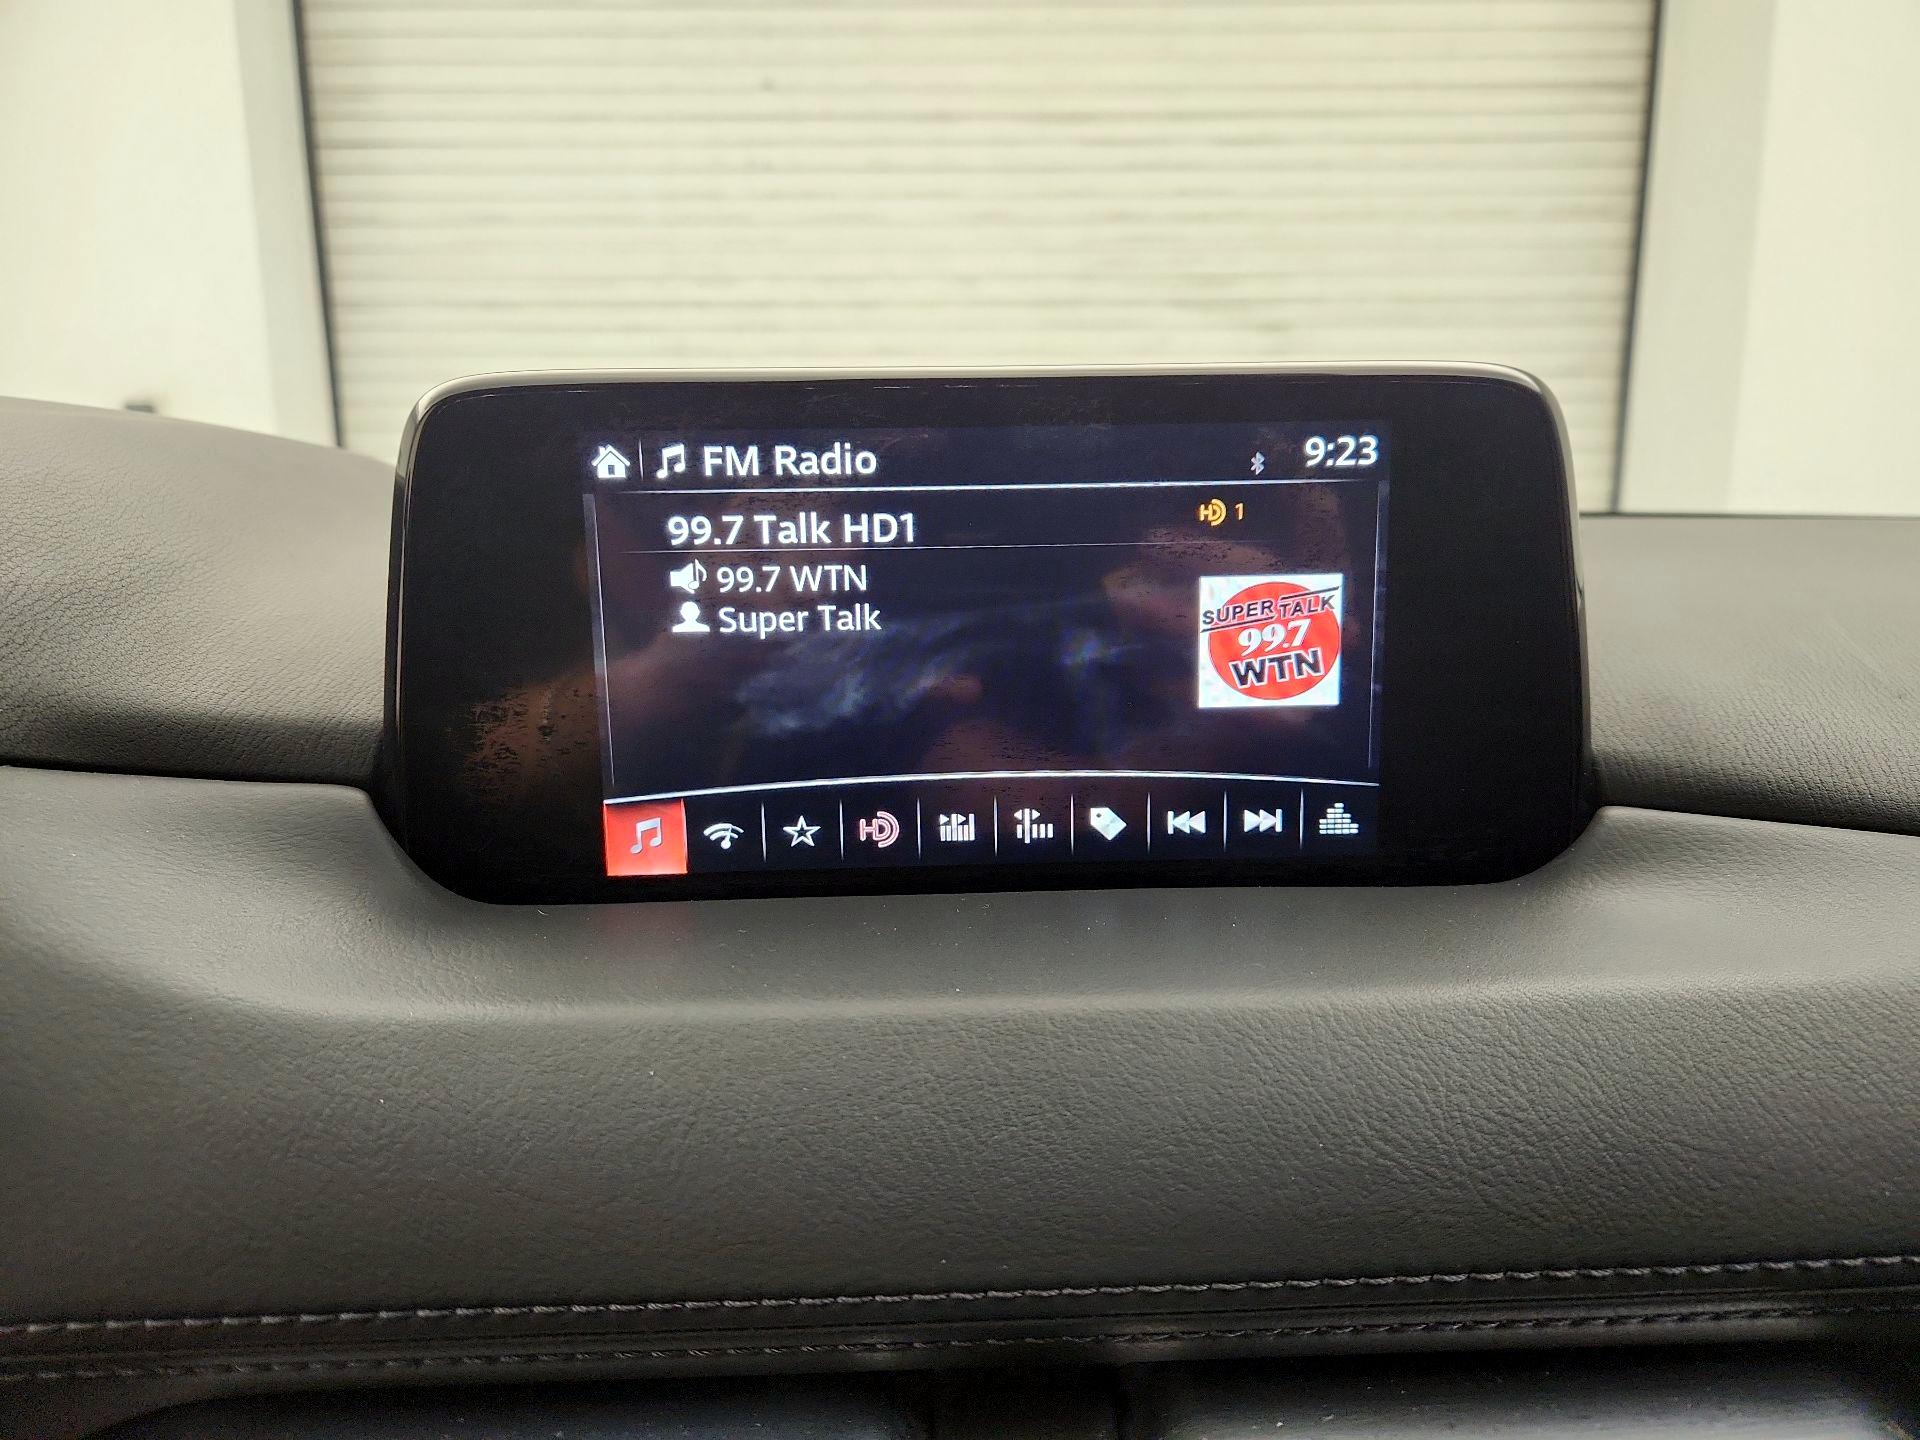 FM Radio
9:23
99.7 Talk HD1
HD 1
99.7 WTN
Super Talk
SUPER TALK
99.7
WTN
HD